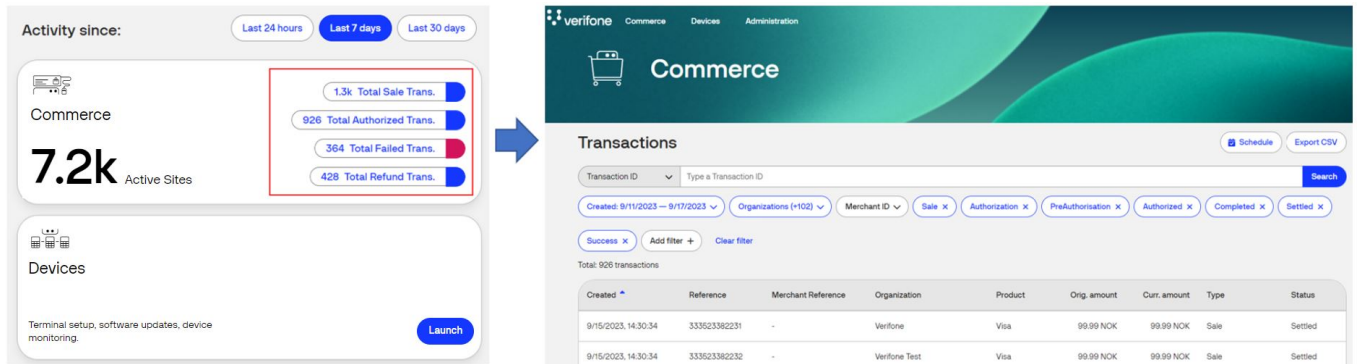 Activity since:
Last 24 hours
Last 7 days
Last 30 days
Commerce
7.2k Active Sites
1.3k Total Sale Trans.
926 Total Authorized Trans.
364 Total Failed Trans.
428 Total Refund Trans.
Devices
Terminal setup, software updates, device
monitoring.
Launch
verifone Commerce Devices Administration
Commerce
Transactions
Schedule Export CSV
Transaction ID Type a Transaction ID Search
Created: 9/11/2023 — 9/17/2023 Organizations (+102) Merchant ID Sale × Authorization × PreAuthorisation × Authorized × Completed × Settled ×
Success × Add filter + Clear filter
Total: 926 transactions
Created Reference Merchant Reference Organization Product Orig. amount Curr. amount Type Status
9/15/2023, 14:30:34 333523382231 - Verifone Visa 99.99 NOK 99.99 NOK Sale Settled
9/15/2023, 14:30:34 333523382232 - Verifone Test Visa 99.99 NOK 99.99 NOK Sale Settled